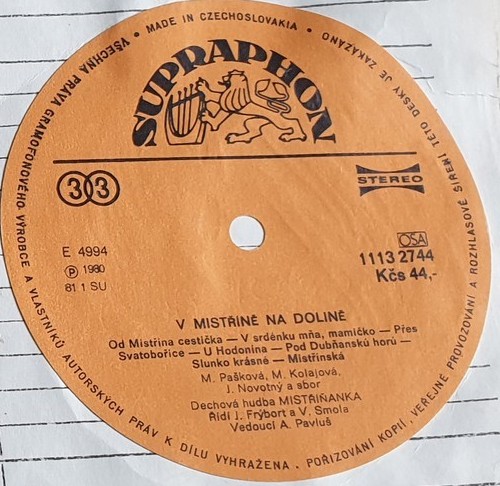 VŠECHNA PRÁVA GRAMOFONOVÉHO VÝROBCE A VLASTNÍKŮ AUTORSKÝCH PRÁV K DÍLU VYHRAŽENA. POŘIZOVÁNÍ KOPIÍ, VEŘEJNÉ PROVOZOVÁNÍ A ROZHLASOVÉ ŠÍŘENÍ TÉTO DESKY JE ZAKÁZÁNO • MADE IN CZECHOSLOVAKIA •
SUPRAPHON
33
STEREO
E 4994
Ⓟ 1980
81 1 SU
OSA
1113 2744
Kčs 44,-
V MISTŘÍNĚ NA DOLINĚ
Od Mistřína cestička — V srdénku mňa, mamičko — Přes
Svatobořice — U Hodonína — Pod Dubňanskú horú —
Slunko krásné — Mistřínská
M. Pašková, M. Kolajová,
J. Novotný a sbor
Dechová hudba MISTŘÍŇANKA
Řídí J. Frýbort a V. Smola
Vedoucí A. Pavluš